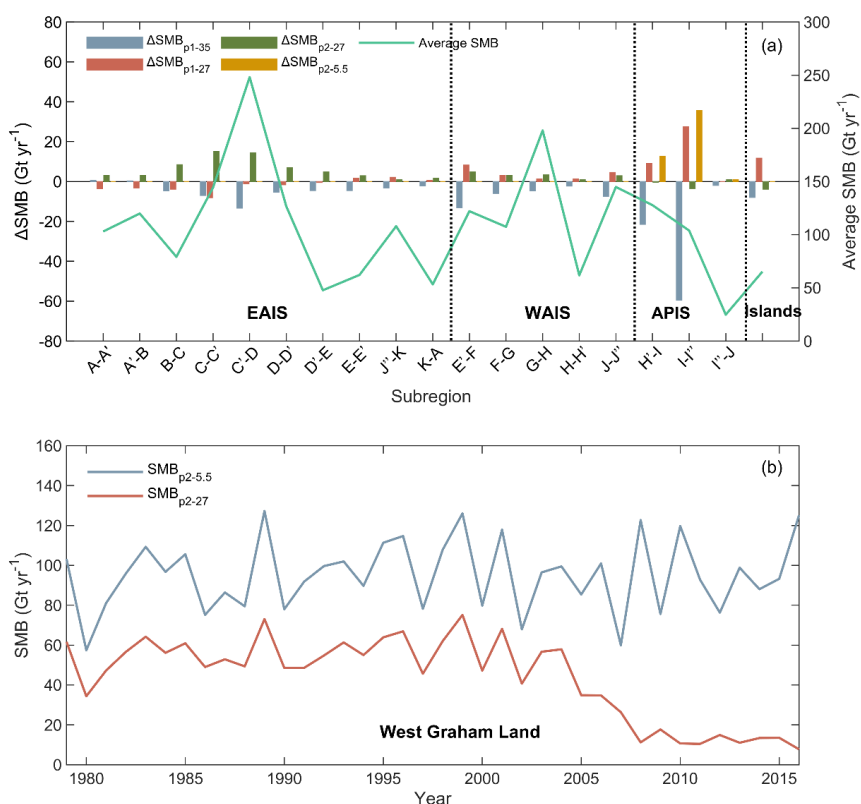 ΔSMBp1-35 ΔSMBp2-27 Average SMB (a)
ΔSMBp1-27 ΔSMBp2-5.5
80 60 40 20 0 -20 -40 -60 -80
ΔSMB (Gt yr-1)
300 250 200 150 100 50 0
Average SMB (Gt yr-1)
EAIS WAIS APIS Islands
A-A' A'-B B-C C-C' C'-D D-D' D'-E E-E' J''-K K-A E'-F F-G G-H H-H' J-J'' H'-I I-I'' I''-J
Subregion
SMBp2-5.5 (b)
SMBp2-27
160 140 120 100 80 60 40 20 0
SMB (Gt yr-1)
West Graham Land
1980 1985 1990 1995 2000 2005 2010 2015
Year